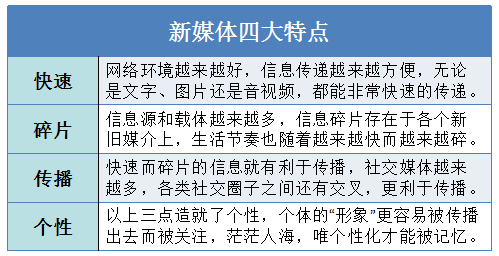 新媒体四大特点
快速
网络环境越来越好，信息传递越来越方便，无论
是文字、图片还是音视频，都能非常快速的传递。
碎片
信息源和载体越来越多，信息碎片存在于各个新
旧媒介上，生活节奏也随着越来越快而越来越碎。
传播
快速而碎片的信息就有利于传播，社交媒体越来
越多，各类社交圈子之间还有交叉，更利于传播。
个性
以上三点造就了个性，个体的“形象”更容易被传播
出去而被关注，茫茫人海，唯个性化才能被记忆。